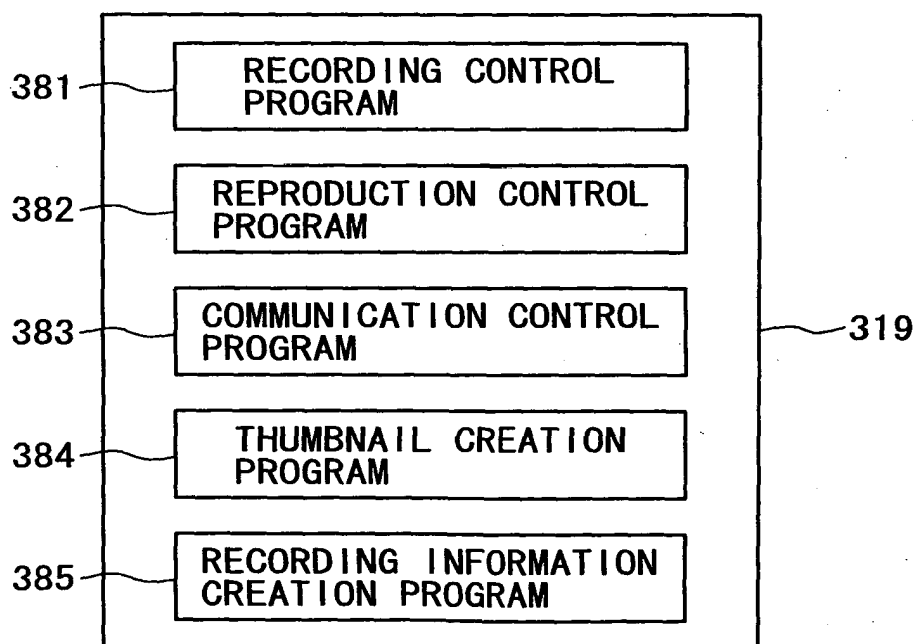 381
RECORDING CONTROL
PROGRAM
382
REPRODUCTION CONTROL
PROGRAM
383
COMMUNICATION CONTROL
PROGRAM
319
384
THUMBNAIL CREATION
PROGRAM
385
RECORDING INFORMATION
CREATION PROGRAM